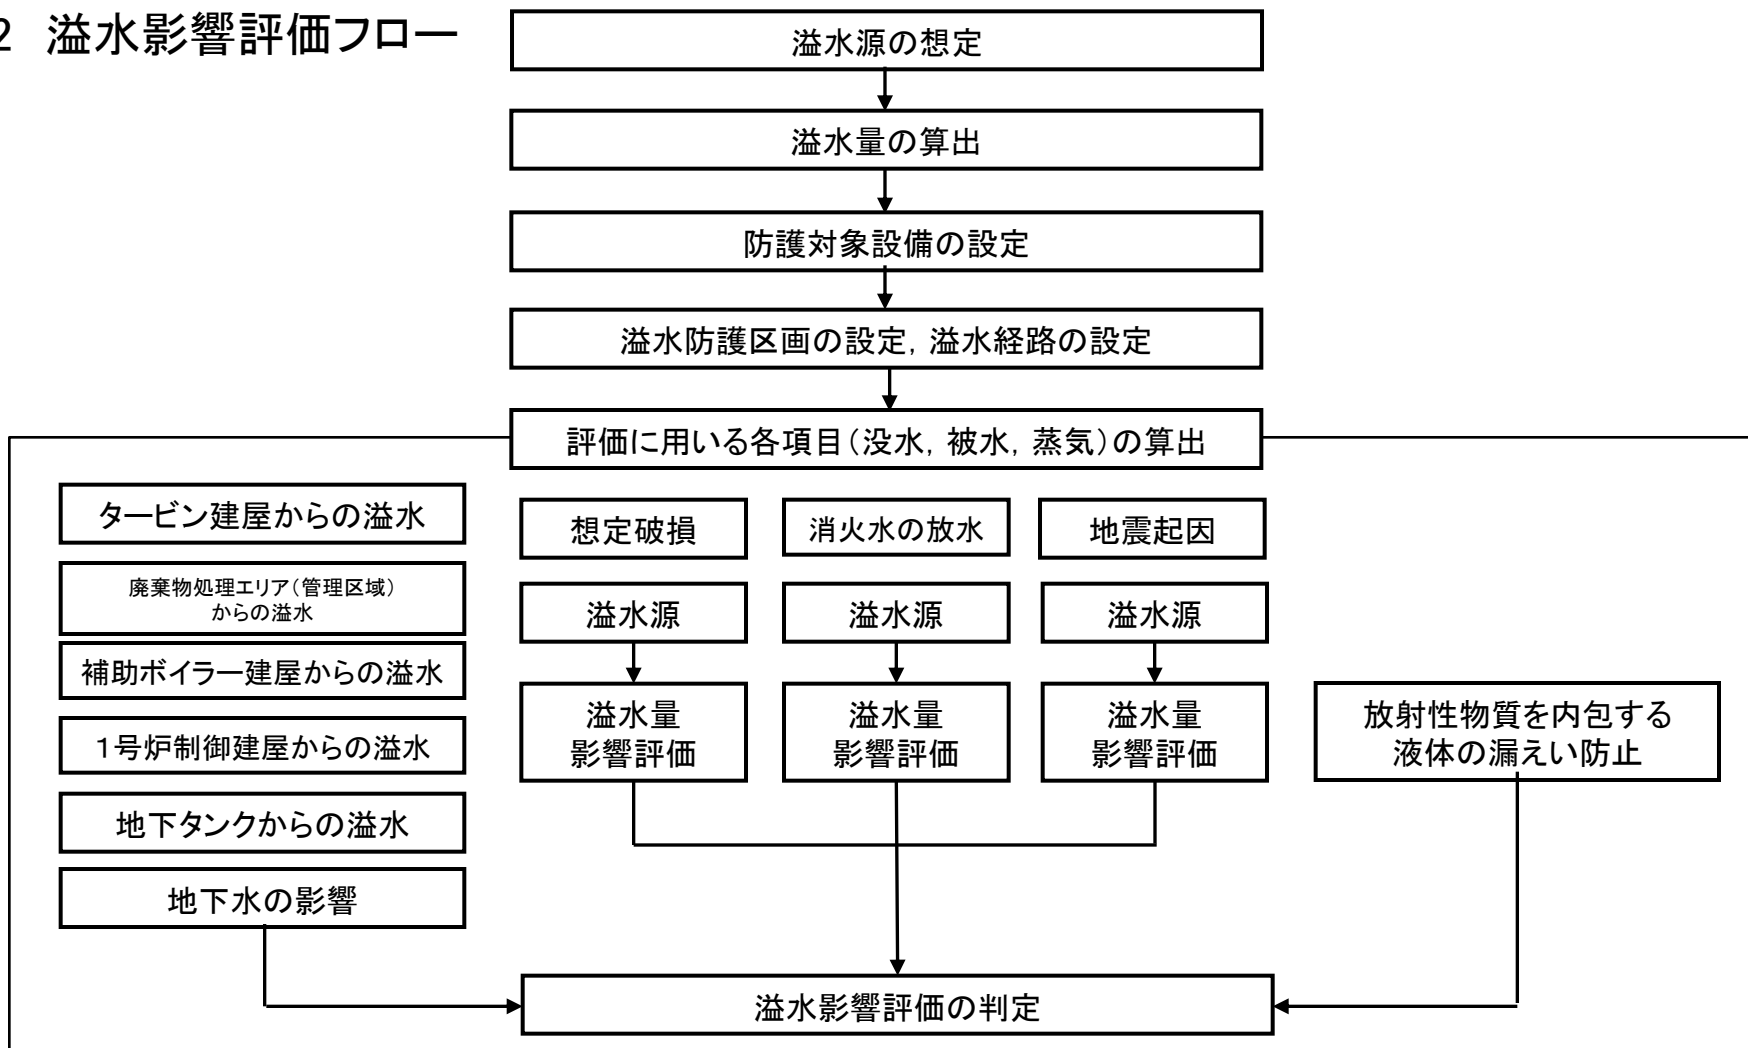 2 溢水影響評価フロー
溢水源の想定
溢水量の算出
防護対象設備の設定
溢水防護区画の設定，溢水経路の設定
評価に用いる各項目（没水，被水，蒸気）の算出
タービン建屋からの溢水
廃棄物処理エリア（管理区域）
からの溢水
補助ボイラー建屋からの溢水
１号炉制御建屋からの溢水
地下タンクからの溢水
地下水の影響
想定破損
溢水源
溢水量
影響評価
消火水の放水
溢水源
溢水量
影響評価
地震起因
溢水源
溢水量
影響評価
放射性物質を内包する
液体の漏えい防止
溢水影響評価の判定